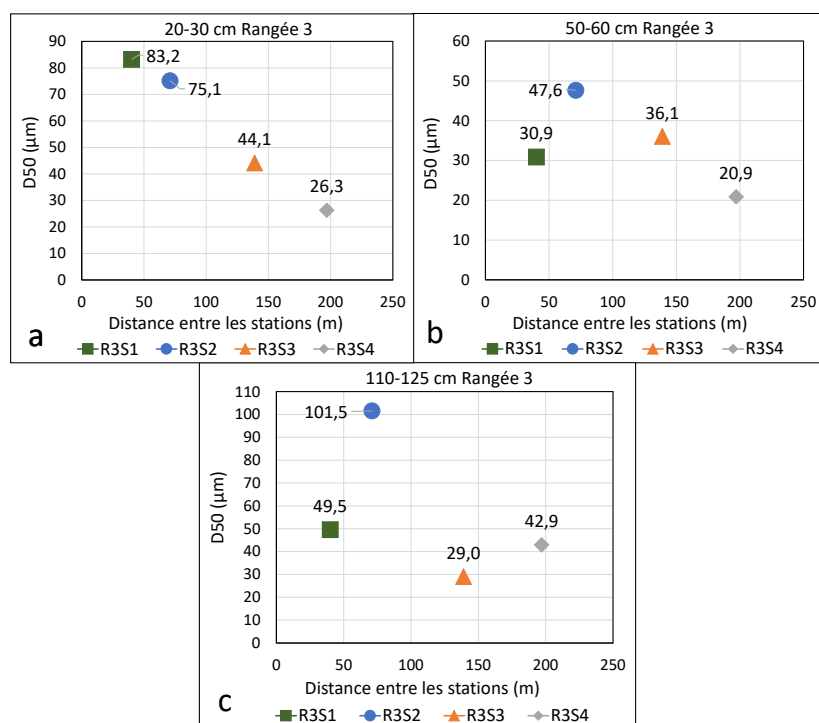 20-30 cm Rangée 3
90
80
70
60
50
40
30
20
10
0
D50 (µm)
83,2
75,1
44,1
26,3
0 50 100 150 200 250
Distance entre les stations (m)
a
R3S1 R3S2 R3S3 R3S4
50-60 cm Rangée 3
60
50
40
30
20
10
0
D50 (µm)
47,6
36,1
30,9
20,9
0 50 100 150 200 250
Distance entre les stations (m)
b
R3S1 R3S2 R3S3 R3S4
110-125 cm Rangée 3
110
100
90
80
70
60
50
40
30
20
10
0
D50 (µm)
101,5
49,5
42,9
29,0
0 50 100 150 200 250
Distance entre les stations (m)
c
R3S1 R3S2 R3S3 R3S4